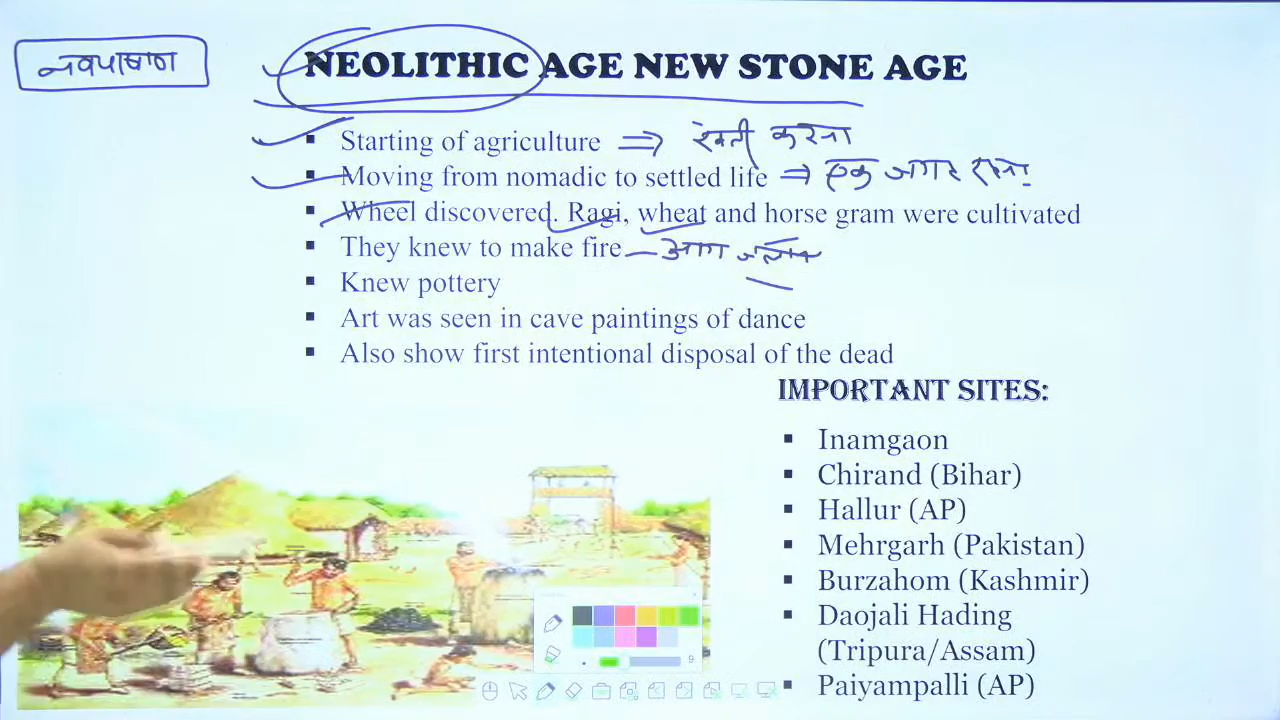 नवपाषाण
NEOLITHIC AGE NEW STONE AGE
▪ Starting of agriculture ⇒ खेती करना
▪ Moving from nomadic to settled life ⇒ एक जगह रहना
▪ Wheel discovered. Ragi, wheat and horse gram were cultivated
▪ They knew to make fire – आग जलाना
▪ Knew pottery
▪ Art was seen in cave paintings of dance
▪ Also show first intentional disposal of the dead
IMPORTANT SITES:
▪ Inamgaon
▪ Chirand (Bihar)
▪ Hallur (AP)
▪ Mehrgarh (Pakistan)
▪ Burzahom (Kashmir)
▪ Daojali Hading
(Tripura/Assam)
▪ Paiyampalli (AP)
9